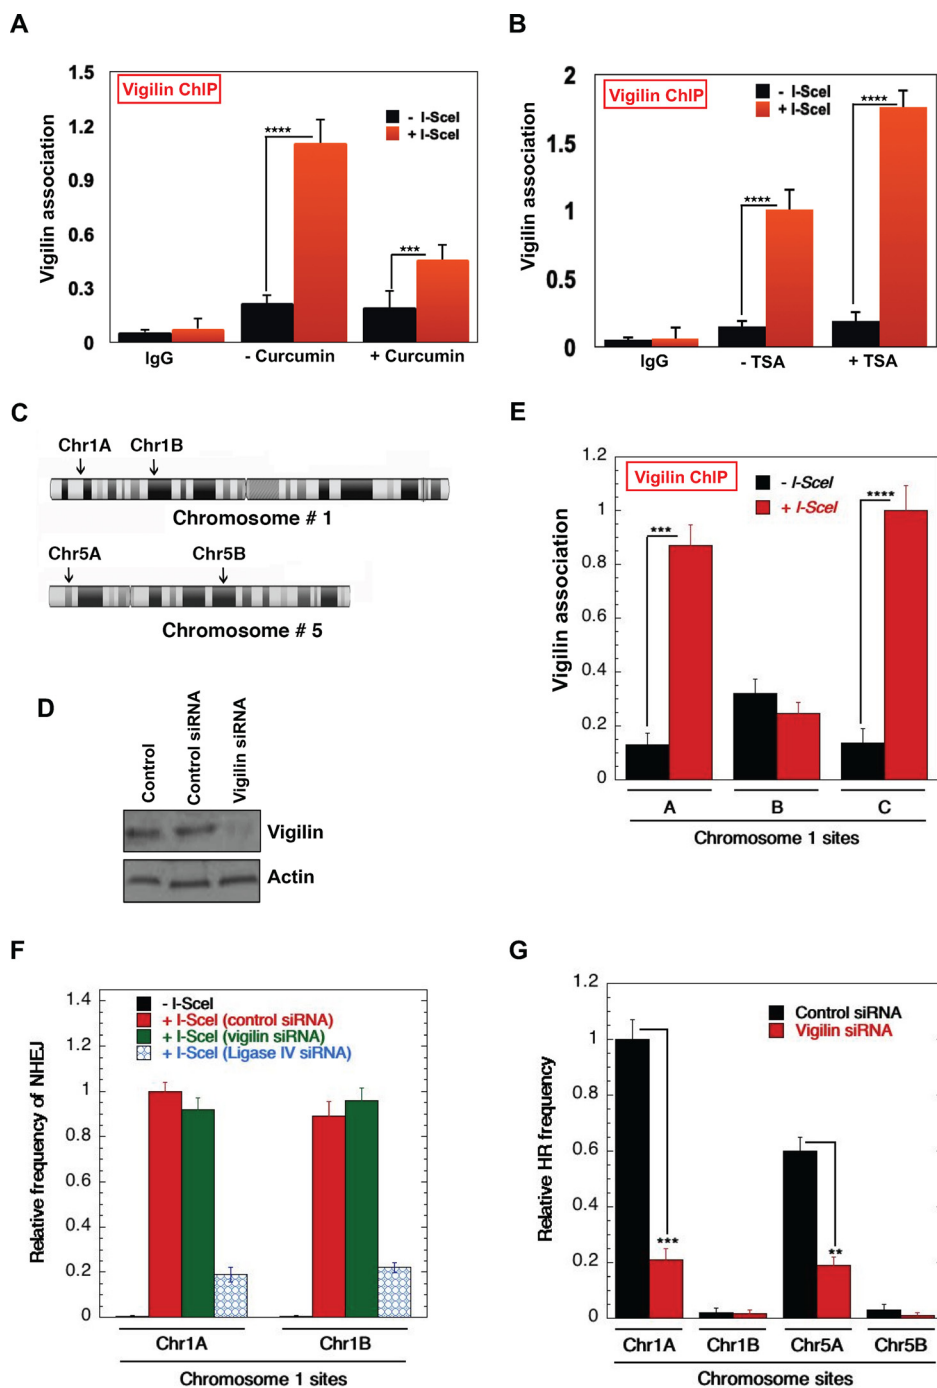 A
Vigilin ChIP
- I-SceI
+ I-SceI
Vigilin association
1.5
1.2
0.9
0.6
0.3
0
****
***
IgG
- Curcumin
+ Curcumin
B
Vigilin ChIP
- I-SceI
+ I-SceI
Vigilin association
2
1.5
1
0.5
0
****
****
IgG
- TSA
+ TSA
C
Chr1A
Chr1B
Chromosome # 1
Chr5A
Chr5B
Chromosome # 5
D
Control
Control siRNA
Vigilin siRNA
Vigilin
Actin
E
Vigilin ChIP
- I-SceI
+ I-SceI
Vigilin association
1.2
1
0.8
0.6
0.4
0.2
0
***
****
A
B
C
Chromosome 1 sites
F
- I-SceI
+ I-SceI (control siRNA)
+ I-SceI (vigilin siRNA)
+ I-SceI (Ligase IV siRNA)
Relative frequency of NHEJ
1.4
1.2
1
0.8
0.6
0.4
0.2
0
Chr1A
Chr1B
Chromosome 1 sites
G
Control siRNA
Vigilin siRNA
Relative HR frequency
1.2
1
0.8
0.6
0.4
0.2
0
***
**
Chr1A
Chr1B
Chr5A
Chr5B
Chromosome sites